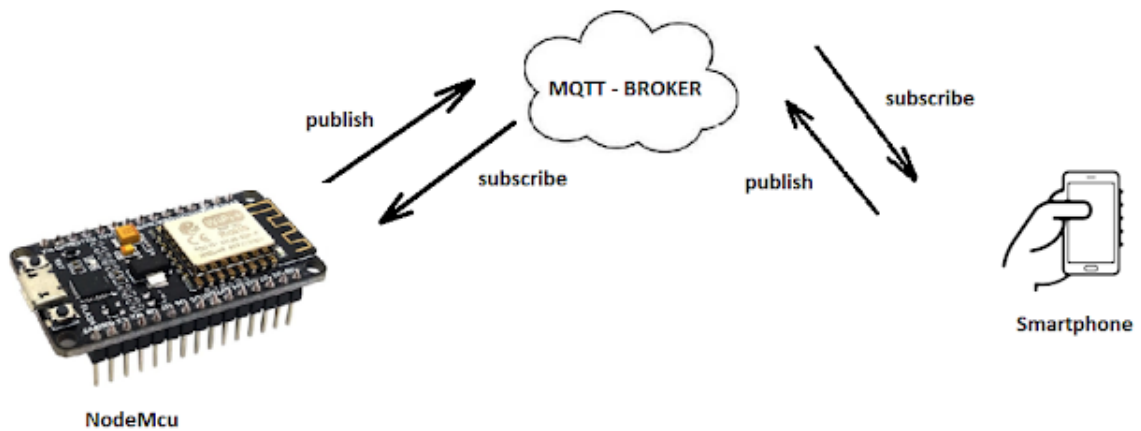 MQTT - BROKER
publish
subscribe
subscribe
publish
Smartphone
NodeMcu